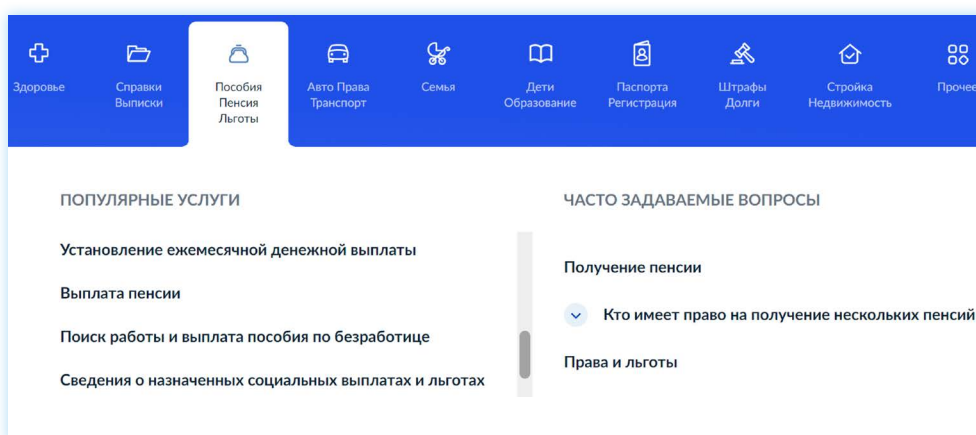 Здоровье
Справки
Выписки
Пособия
Пенсия
Льготы
Авто Права
Транспорт
Семья
Дети
Образование
Паспорта
Регистрация
Штрафы
Долги
Стройка
Недвижимость
Прочее
ПОПУЛЯРНЫЕ УСЛУГИ
Установление ежемесячной денежной выплаты
Выплата пенсии
Поиск работы и выплата пособия по безработице
Сведения о назначенных социальных выплатах и льготах
ЧАСТО ЗАДАВАЕМЫЕ ВОПРОСЫ
Получение пенсии
Кто имеет право на получение нескольких пенсий
Права и льготы